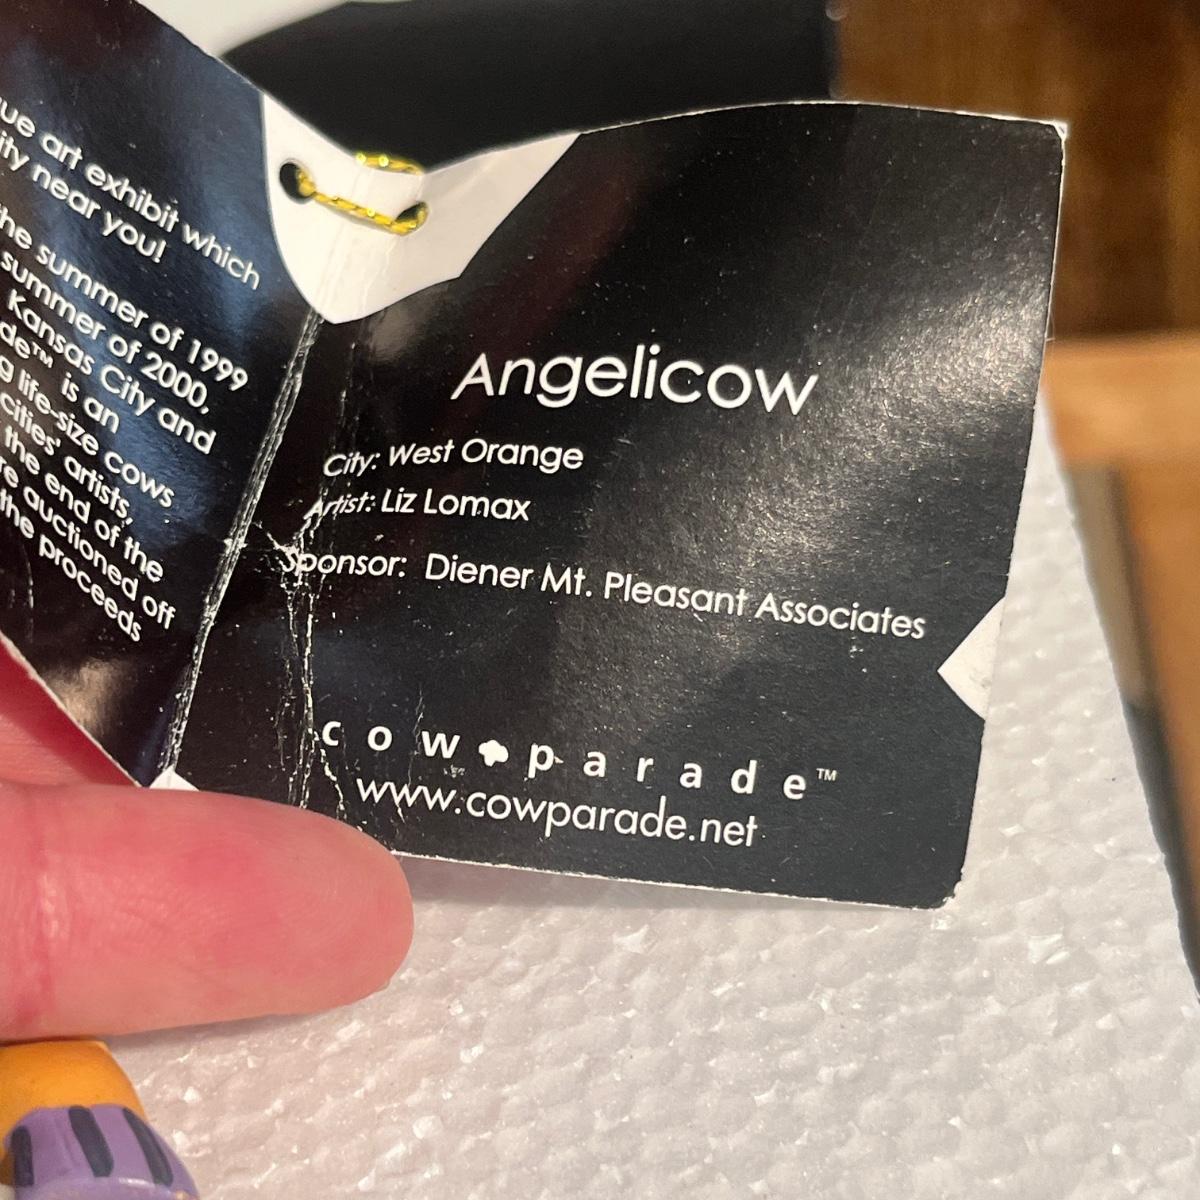 ue art exhibit which
ity near you!
he summer of 1999
summer of 2000,
Kansas City and
de™ is an
g life-size cows
cities' artists,
the end of the
re auctioned off
the proceeds
Angelicow
City: West Orange
Artist: Liz Lomax
Sponsor: Diener Mt. Pleasant Associates
cow parade™
www.cowparade.net